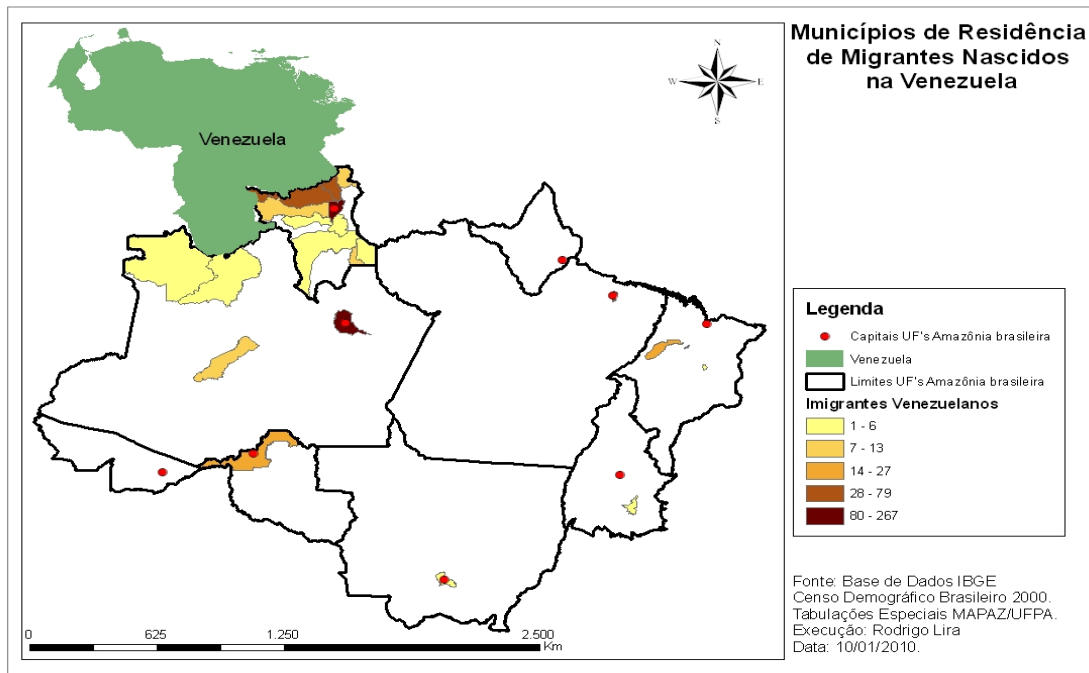 Municípios de Residência
de Migrantes Nascidos
na Venezuela
N
W
E
S
Venezuela
Legenda
Capitais UF's Amazônia brasileira
Venezuela
Limites UF's Amazônia brasileira
Imigrantes Venezuelanos
1 - 6
7 - 13
14 - 27
28 - 79
80 - 267
Fonte: Base de Dados IBGE
Censo Demográfico Brasileiro 2000.
Tabulações Especiais MAPAZ/UFPA.
Execução: Rodrigo Lira
Data: 10/01/2010.
0 625 1.250 2.500
Km